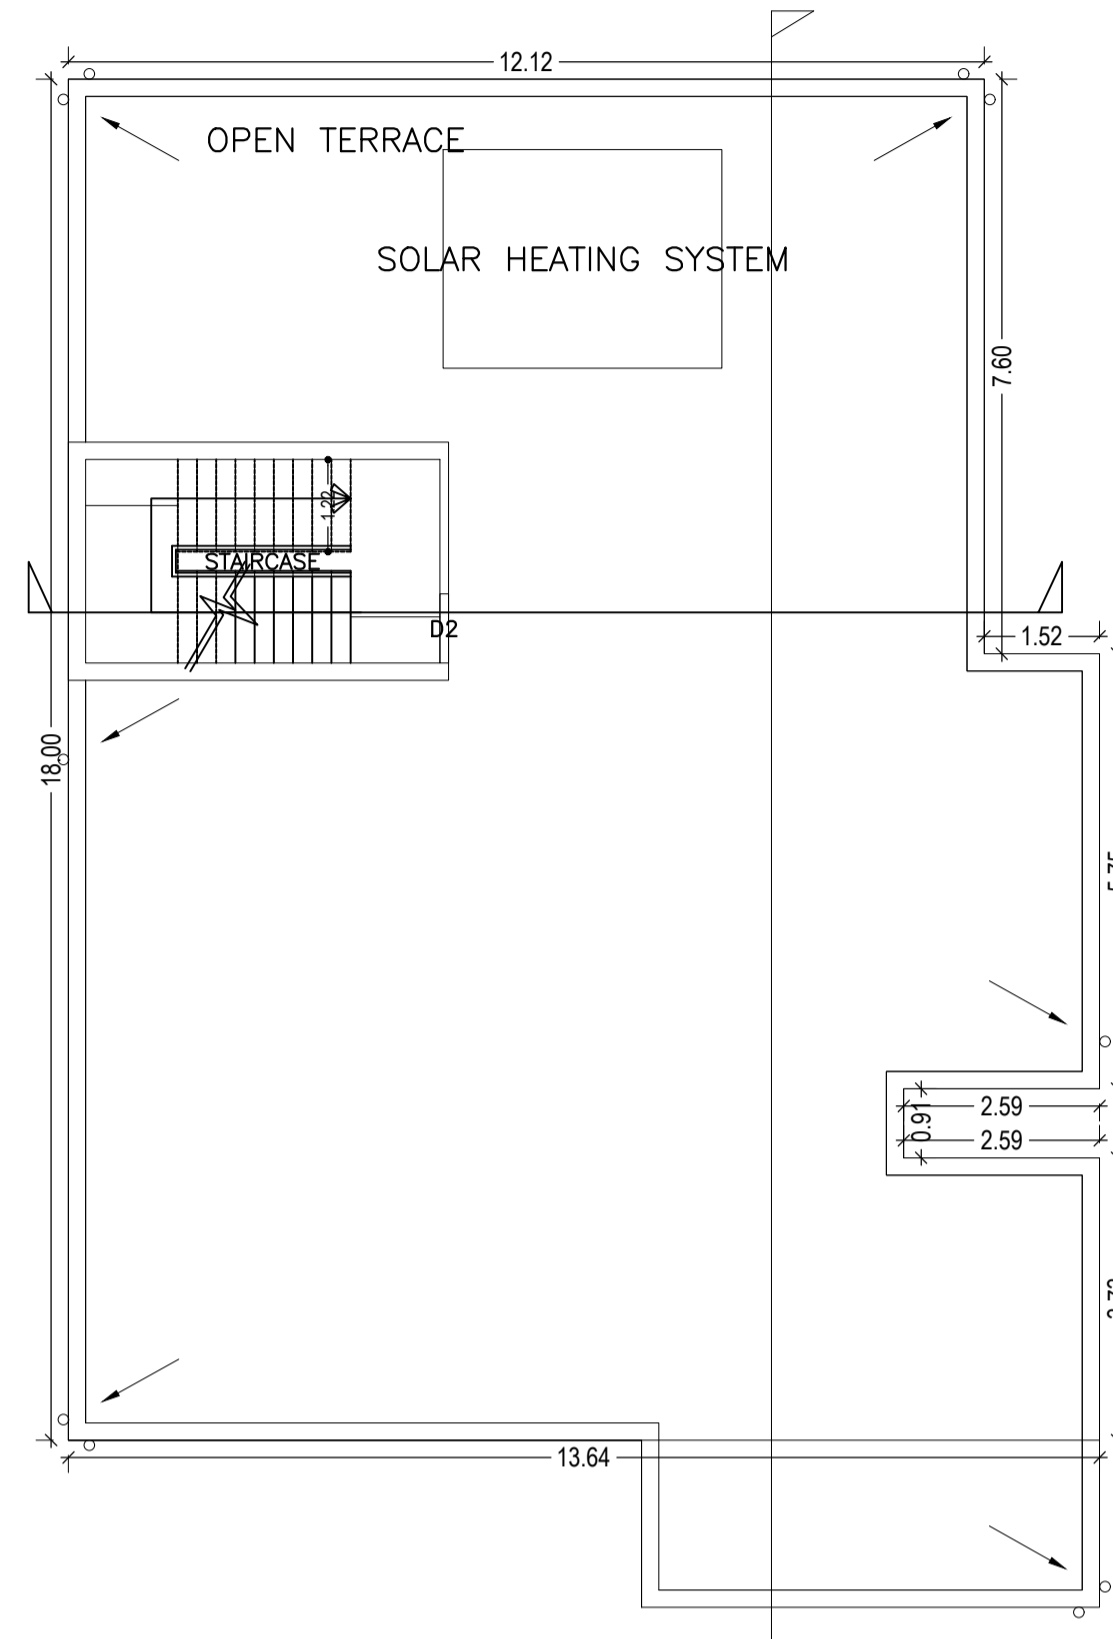 12.12
OPEN TERRACE
SOLAR HEATING SYSTEM
7.60
1.22
STAIRCASE
D2
1.52
18.00
2.59
0.91
2.59
13.64